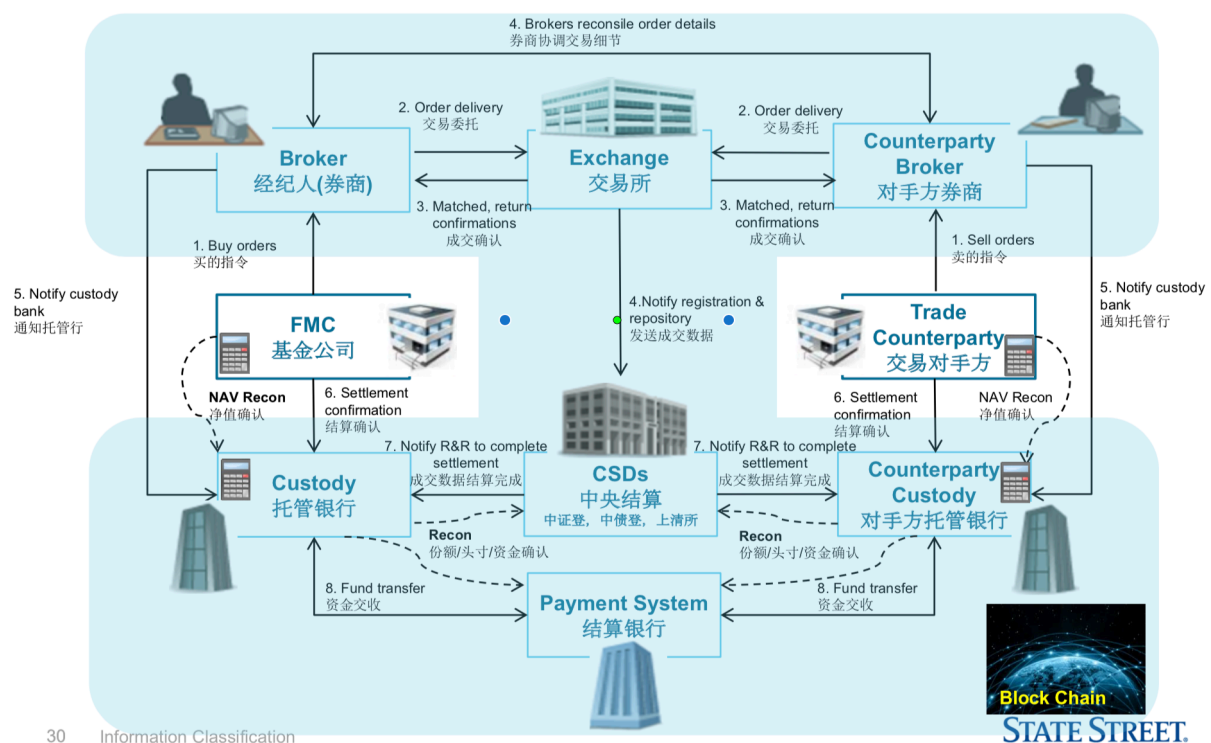 4. Brokers reconcile order details
券商协调交易细节
2. Order delivery
交易委托
2. Order delivery
交易委托
Broker
经纪人(券商)
Exchange
交易所
Counterparty
Broker
对手方券商
3. Matched, return
confirmations
成交确认
3. Matched, return
confirmations
成交确认
1. Buy orders
买的指令
1. Sell orders
卖的指令
5. Notify custody
bank
通知托管行
4.Notify registration &
repository
发送成交数据
5. Notify custody
bank
通知托管行
FMC
基金公司
Trade
Counterparty
交易对手方
NAV Recon
净值确认
6. Settlement
confirmation
结算确认
6. Settlement
confirmation
结算确认
NAV Recon
净值确认
7. Notify R&R to complete
settlement
成交数据结算完成
7. Notify R&R to complete
settlement
成交数据结算完成
Custody
托管银行
CSDs
中央结算
中证登，中债登，上清所
Counterparty
Custody
对手方托管银行
Recon
份额/头寸/资金确认
Recon
份额/头寸/资金确认
8. Fund transfer
资金交收
Payment System
结算银行
8. Fund transfer
资金交收
Block Chain
STATE STREET.
30 Information Classification